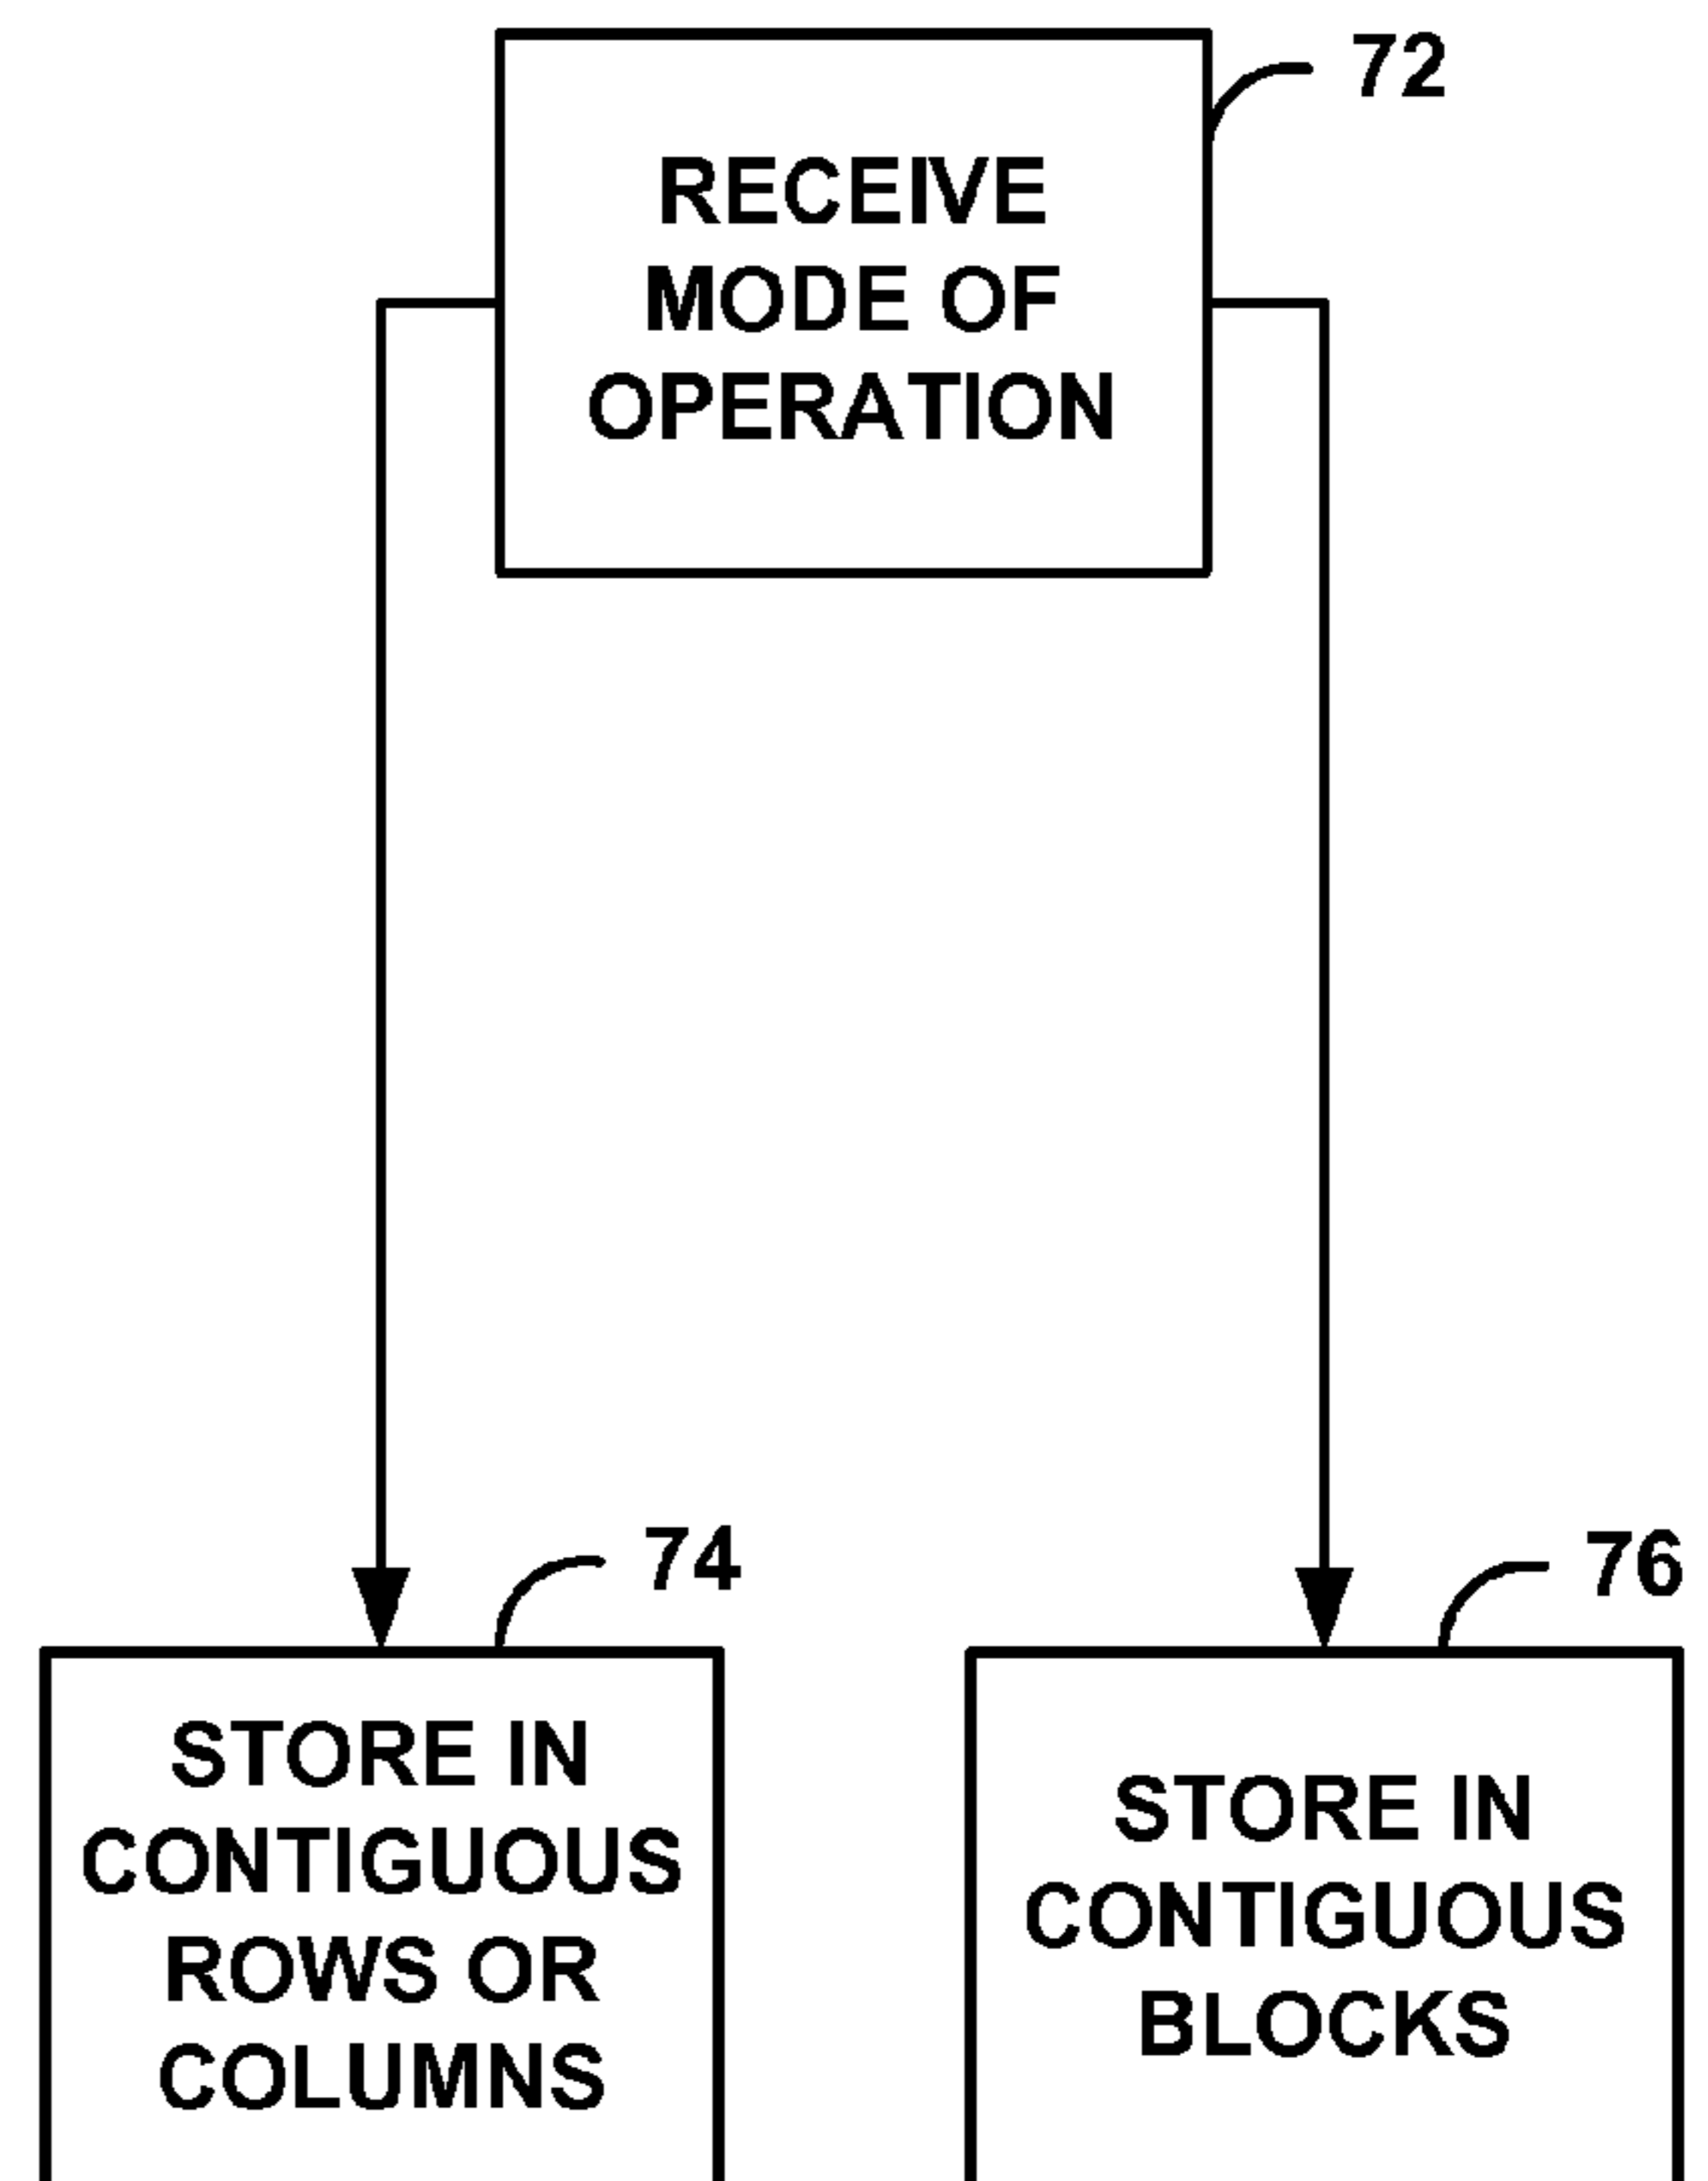 72
RECEIVE
MODE OF
OPERATION
74
STORE IN
CONTIGUOUS
ROWS OR
COLUMNS
76
STORE IN
CONTIGUOUS
BLOCKS